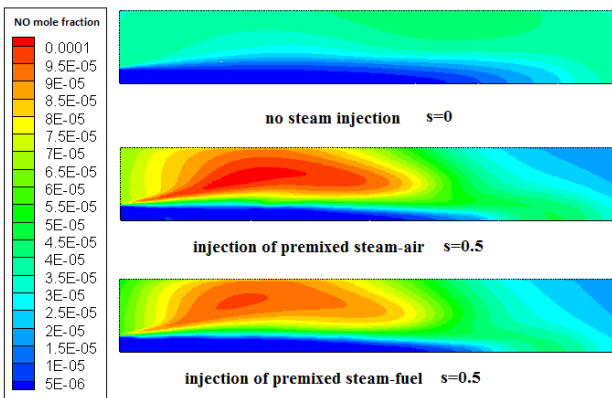 NO mole fraction
0.0001
9.5E-05
9E-05
8.5E-05
8E-05
7.5E-05
7E-05
6.5E-05
6E-05
5.5E-05
5E-05
4.5E-05
4E-05
3.5E-05
3E-05
2.5E-05
2E-05
1.5E-05
1E-05
5E-06
no steam injection s=0
injection of premixed steam-air s=0.5
injection of premixed steam-fuel s=0.5